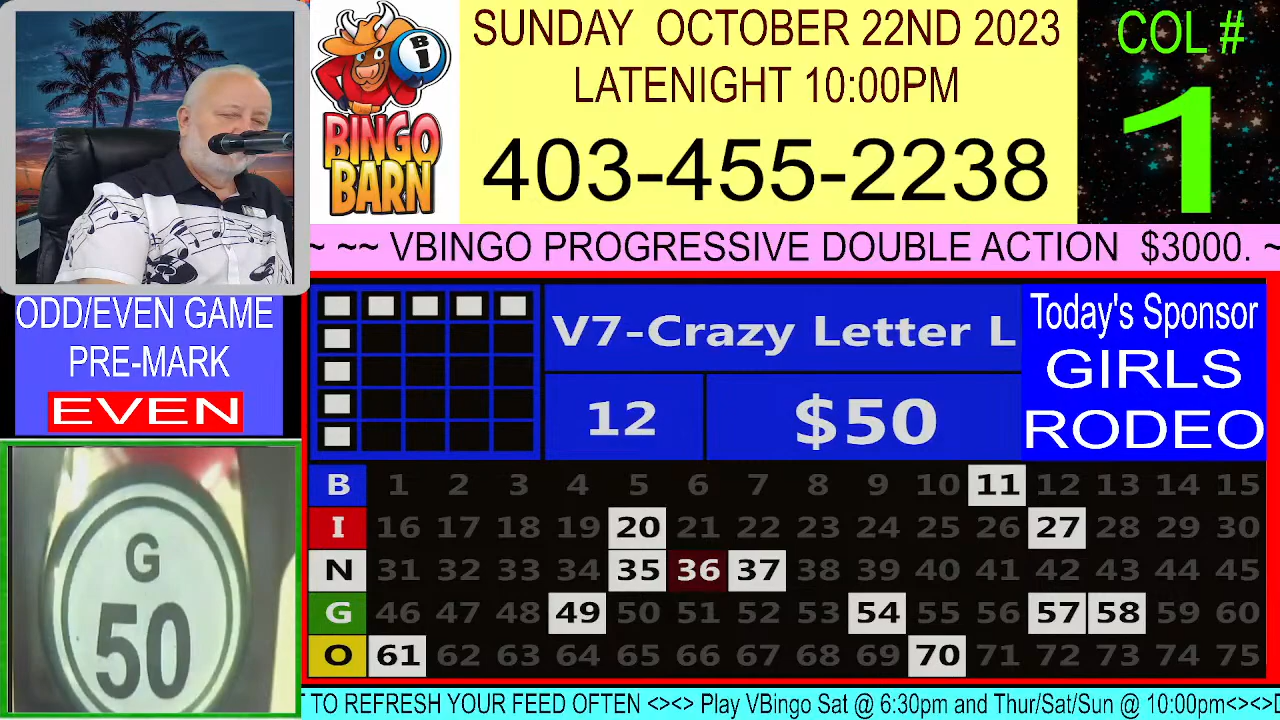 BINGO
BARN
B
1
SUNDAY OCTOBER 22ND 2023
LATENIGHT 10:00PM
403-455-2238
COL #
1
~ ~~ VBINGO PROGRESSIVE DOUBLE ACTION $3000. ~
ODD/EVEN GAME
PRE-MARK
EVEN
V7-Crazy Letter L
12
$50
Today's Sponsor
GIRLS
RODEO
G
50
B 1 2 3 4 5 6 7 8 9 10 11 12 13 14 15
I 16 17 18 19 20 21 22 23 24 25 26 27 28 29 30
N 31 32 33 34 35 36 37 38 39 40 41 42 43 44 45
G 46 47 48 49 50 51 52 53 54 55 56 57 58 59 60
O 61 62 63 64 65 66 67 68 69 70 71 72 73 74 75
T TO REFRESH YOUR FEED OFTEN <><> Play VBingo Sat @ 6:30pm and Thur/Sat/Sun @ 10:00pm<><>